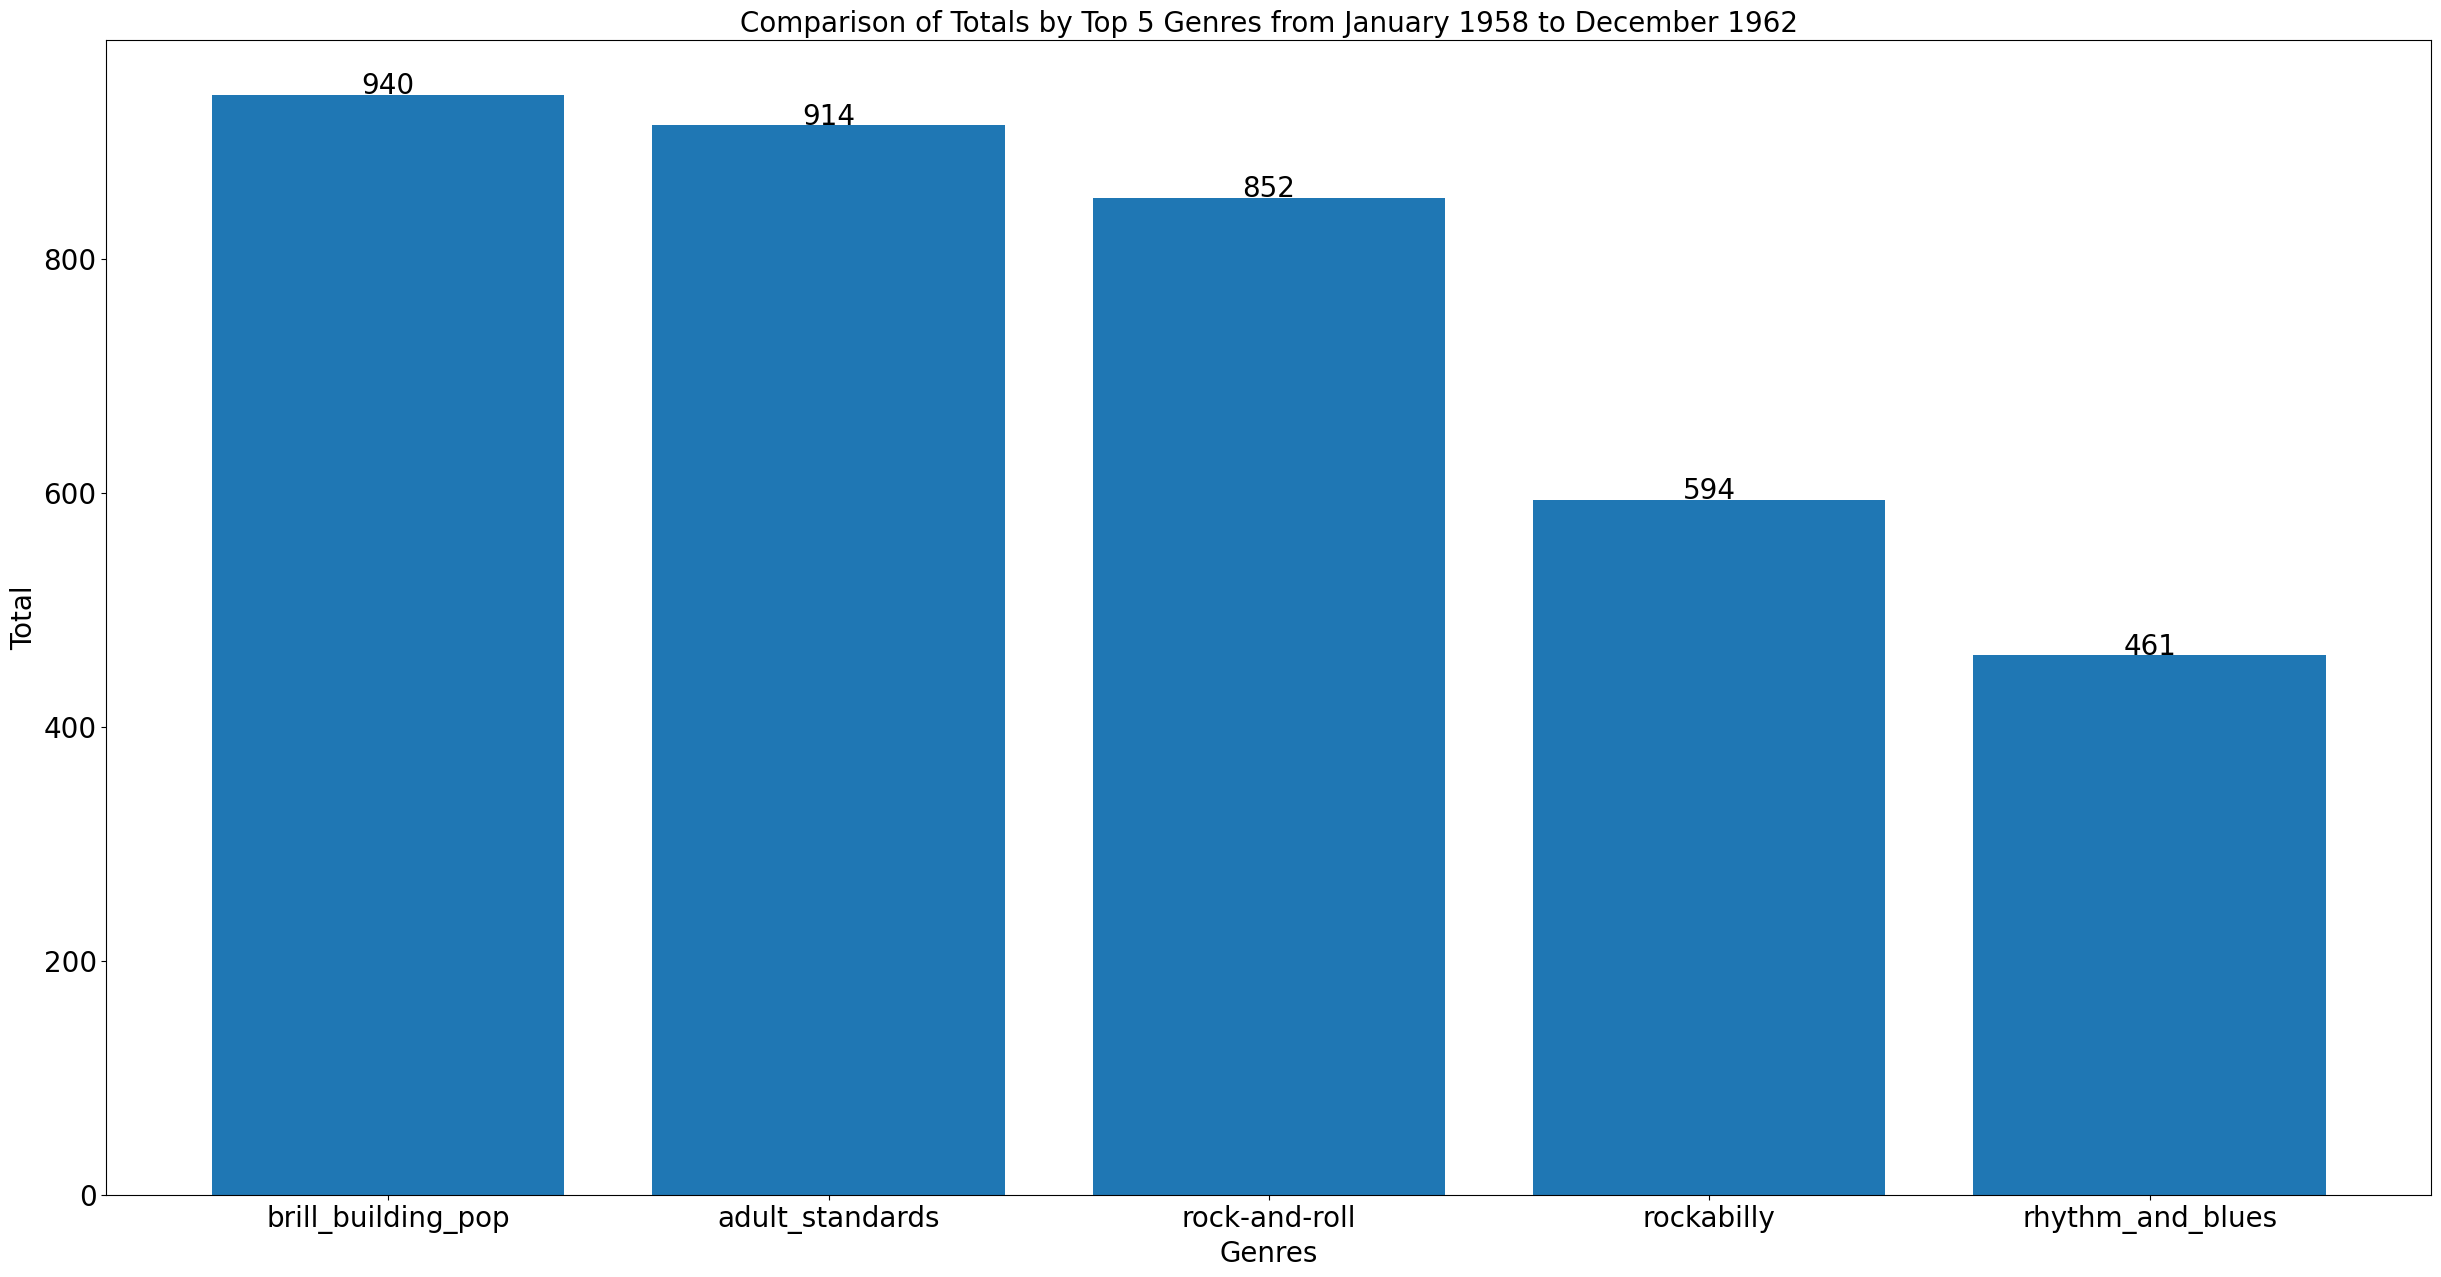 Comparison of Totals by Top 5 Genres from January 1958 to December 1962
940
914
852
594
461
800
600
400
200
0
Total
brill_building_pop
adult_standards
rock-and-roll
rockabilly
rhythm_and_blues
Genres